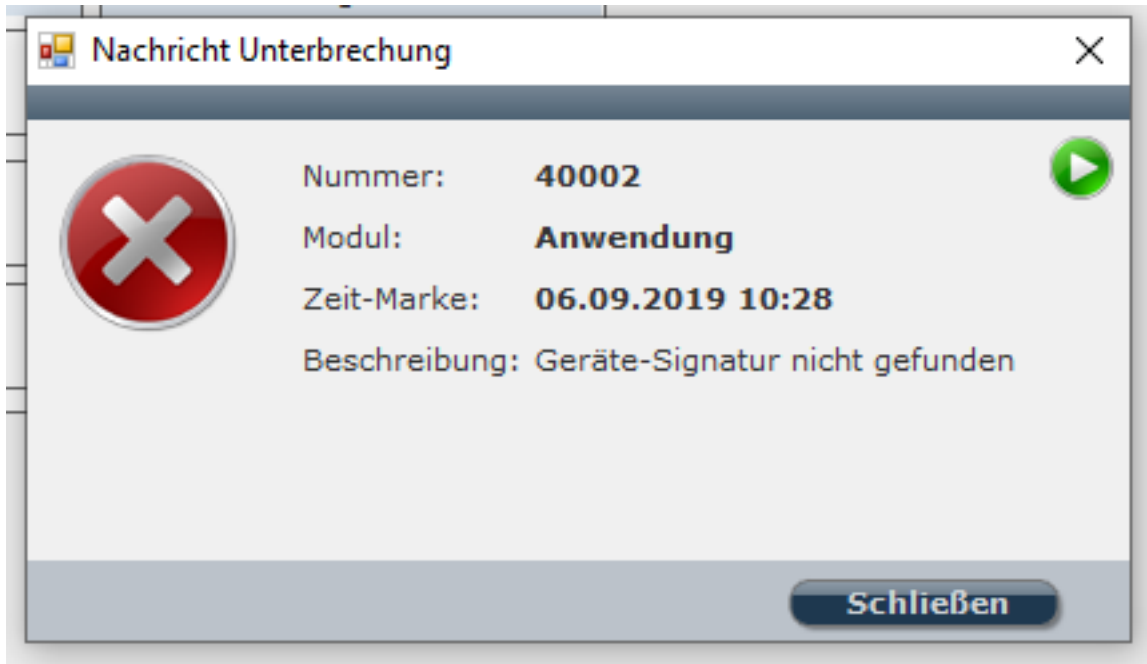 Nachricht Unterbrechung
Nummer: 40002
Modul: Anwendung
Zeit-Marke: 06.09.2019 10:28
Beschreibung: Geräte-Signatur nicht gefunden
Schließen